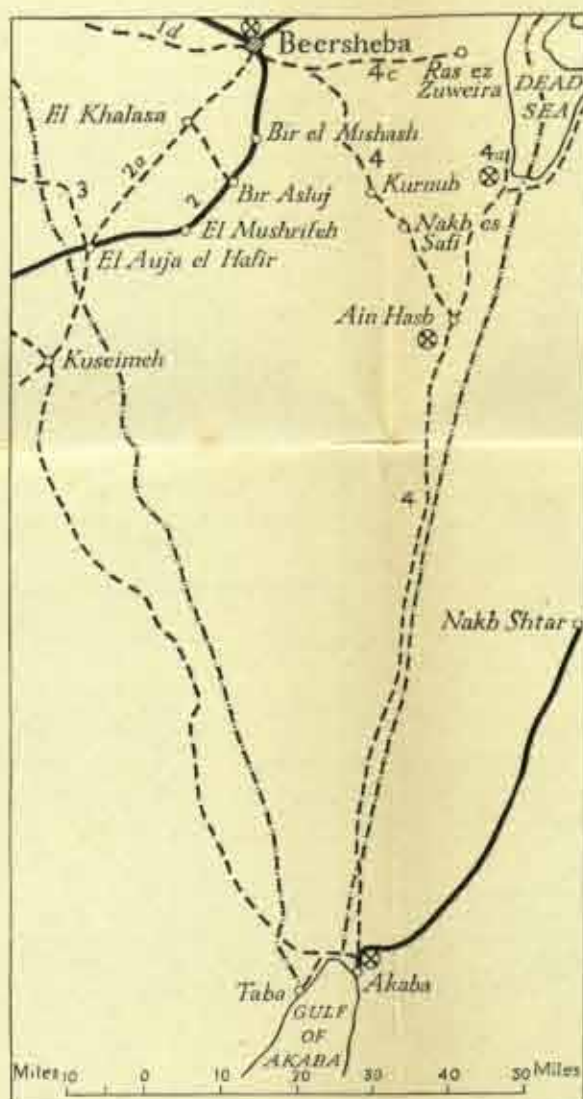 1d
Beersheba
4c
Ras ez
Zuweira
DEAD
SEA
El Khalasa
2a
Bir el Mishash
4
4a
3
2
Bir Asluj
Kurnub
El Mushrifeh
Nakb es
Safi
El Auja el Hafir
Ain Hasb
Kuseimeh
4
Nakb Shtar
Taba
Akaba
GULF
OF
AKABA
Miles 10 0 10 20 30 40 50 Miles